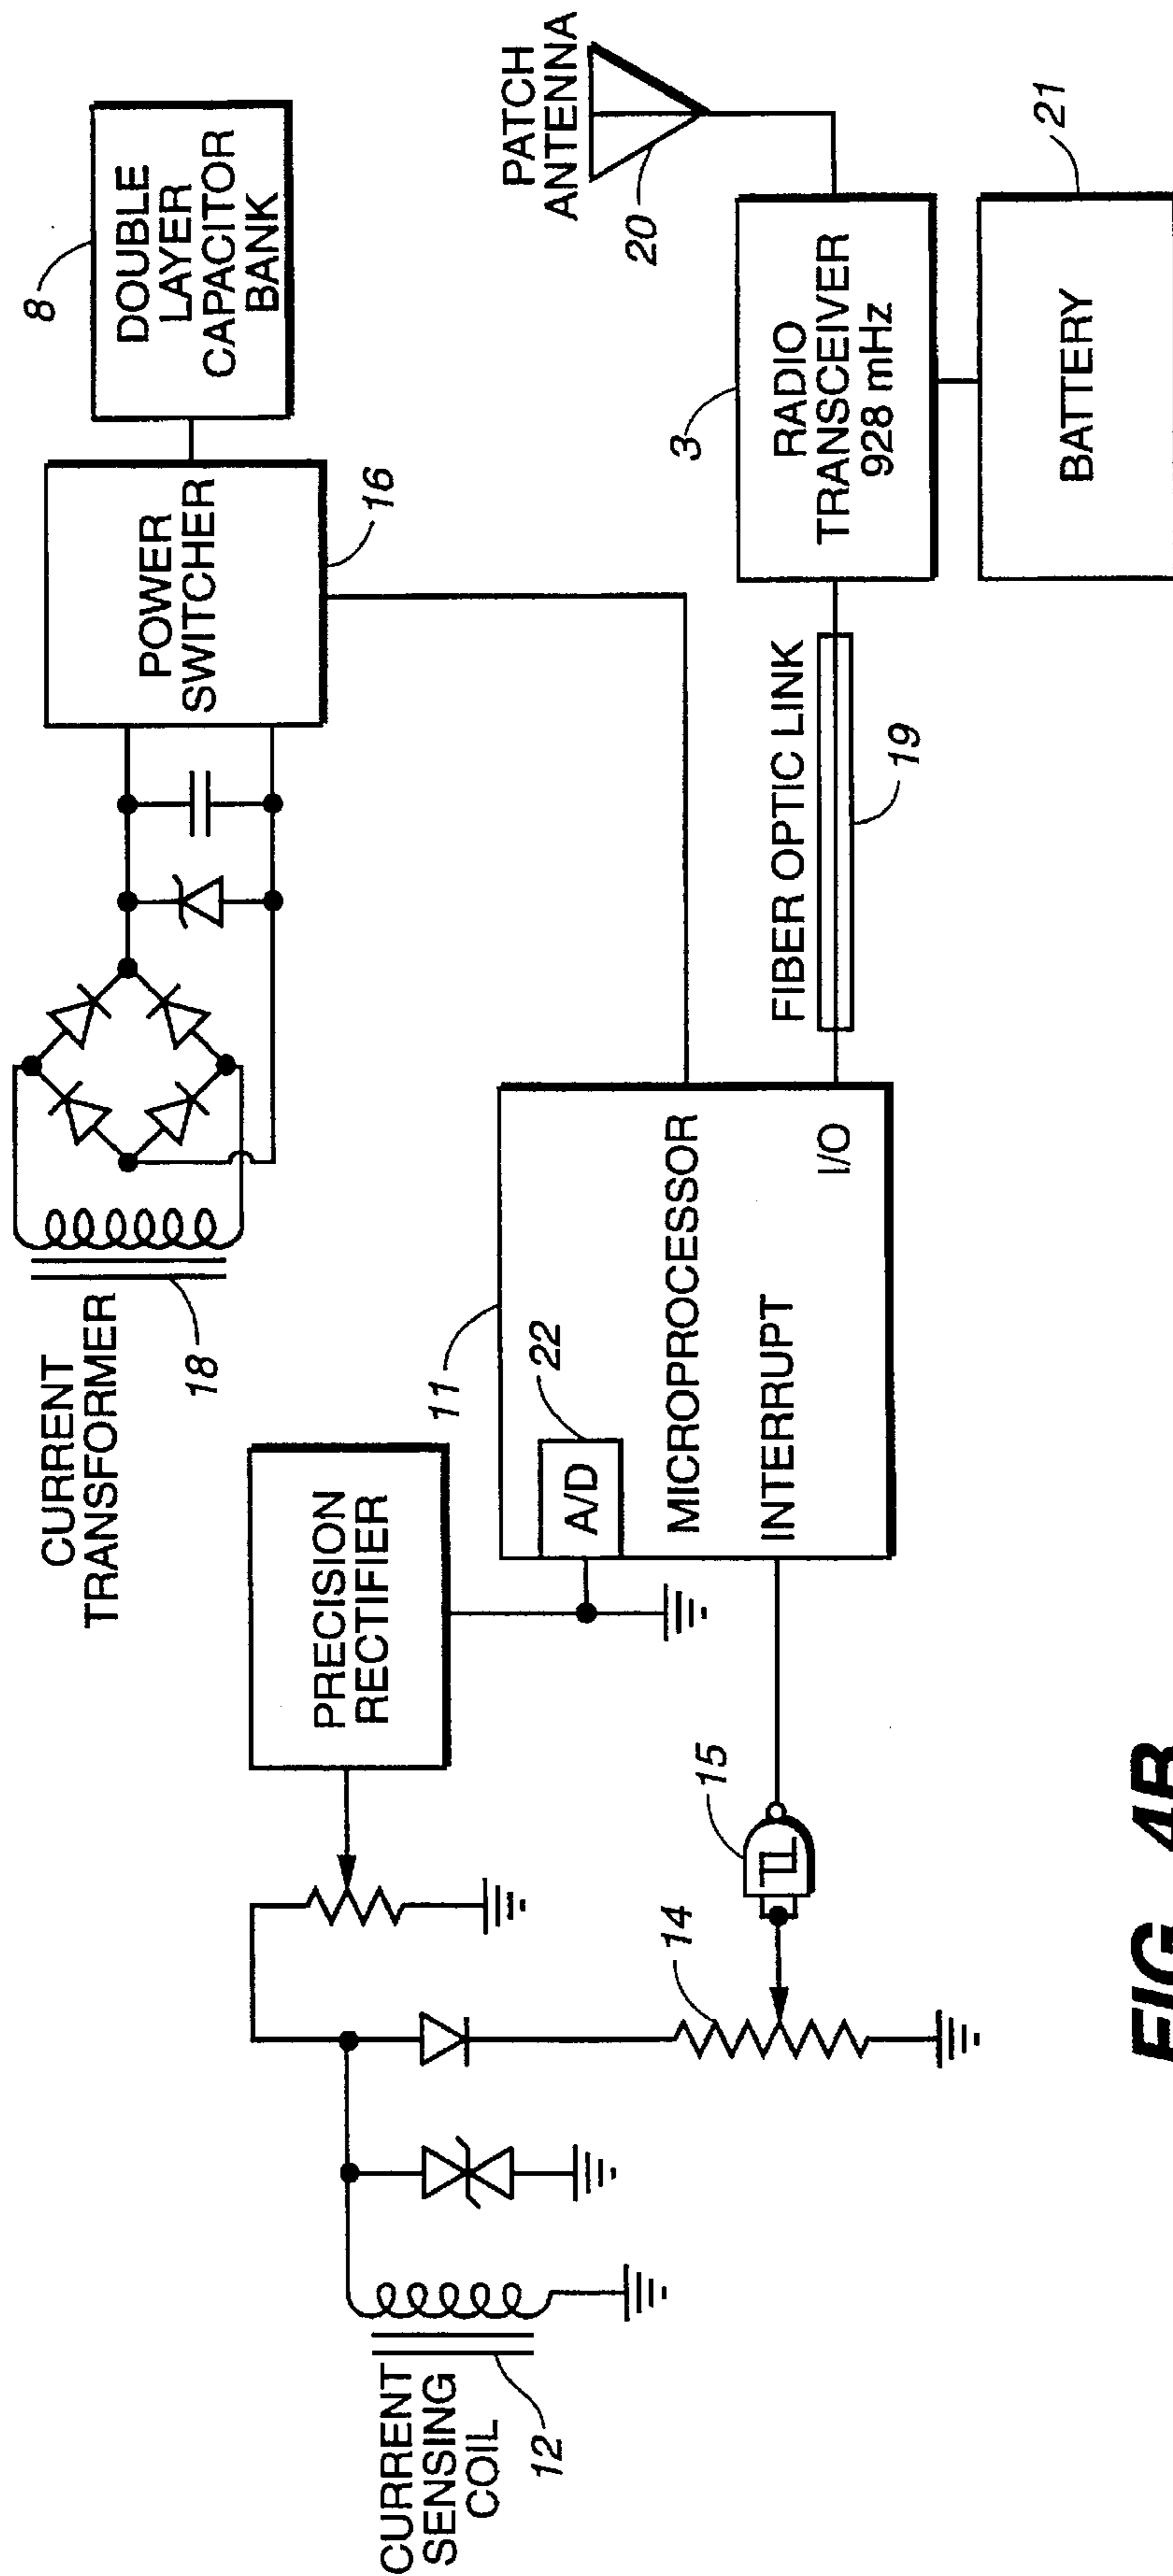 CURRENT
TRANSFORMER
18
POWER
SWITCHER
16
8
DOUBLE
LAYER
CAPACITOR
BANK
PRECISION
RECTIFIER
11
22
A/D
MICROPROCESSOR
INTERRUPT
I/O
FIBER OPTIC LINK
19
3
RADIO
TRANSCEIVER
928 mHz
PATCH
ANTENNA
20
BATTERY
21
CURRENT
SENSING
COIL
12
14
15
FIG_4B